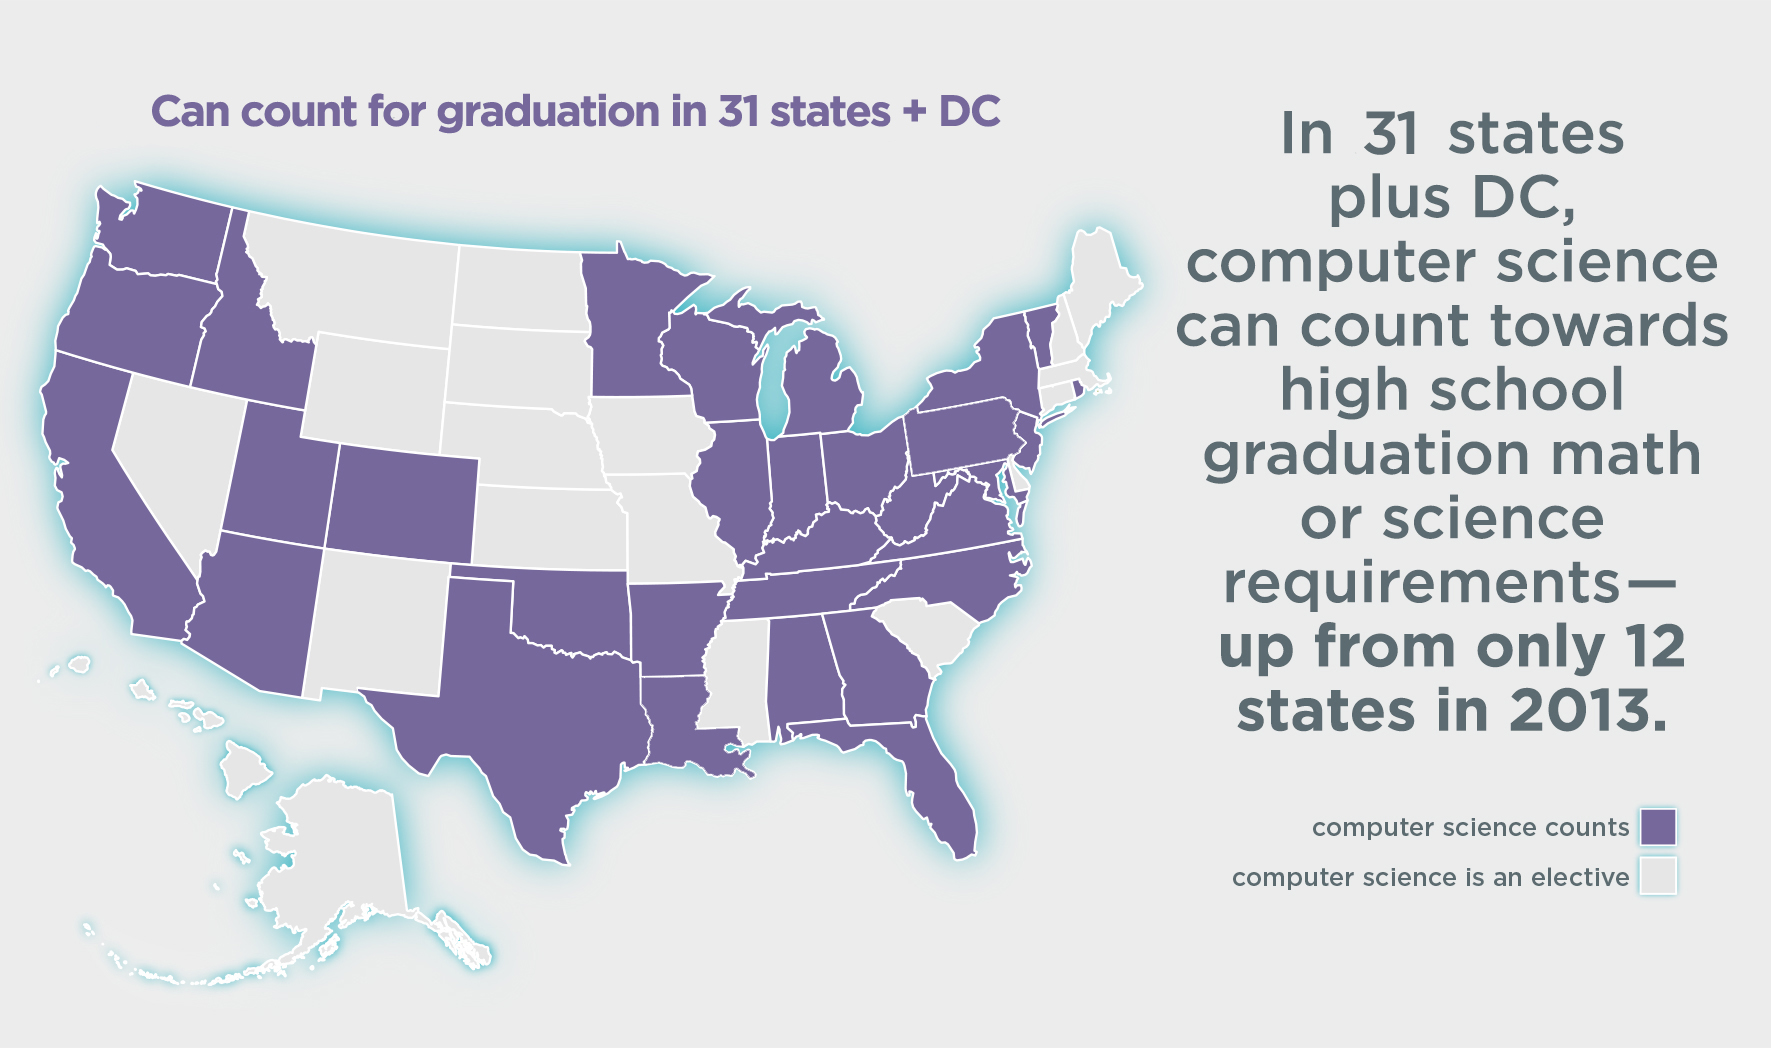 Can count for graduation in 31 states + DC
In 31 states
plus DC,
computer science
can count towards
high school
graduation math
or science
requirements—
up from only 12
states in 2013.
computer science counts
computer science is an elective